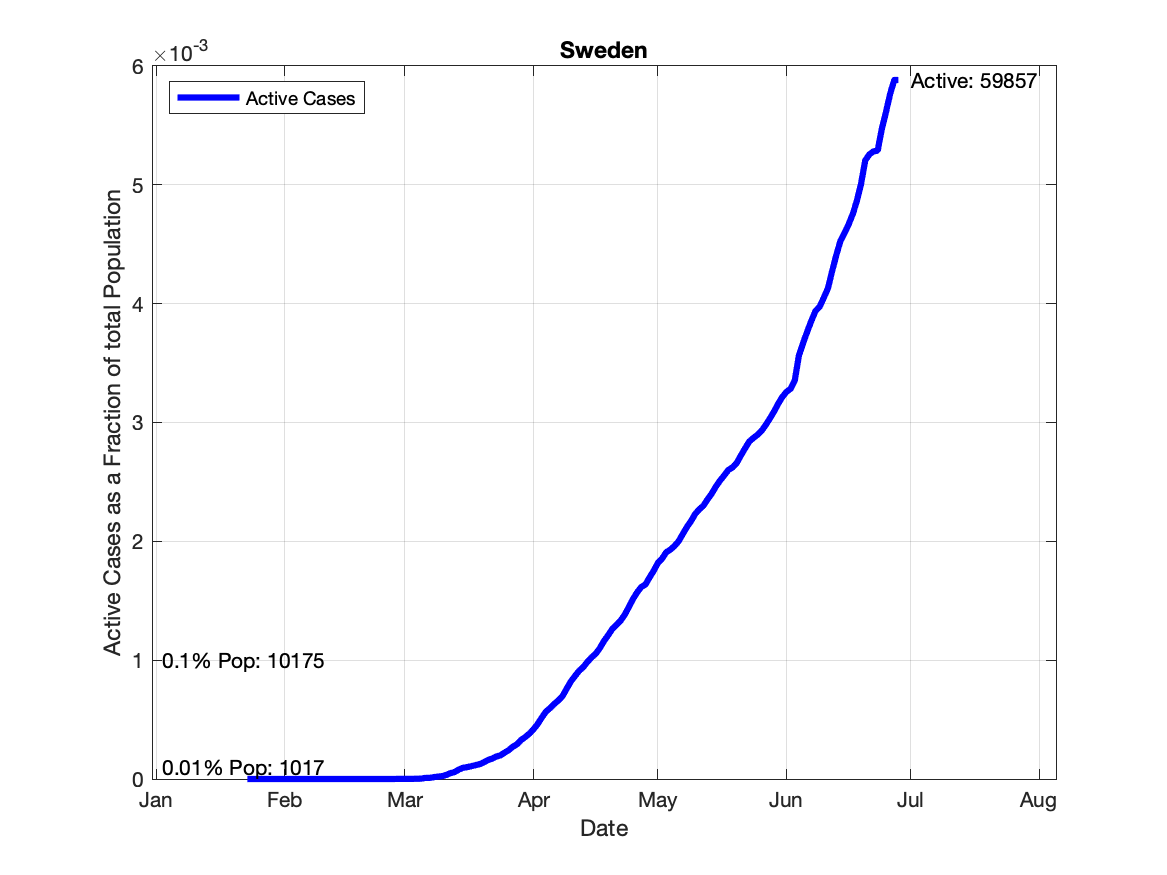 Sweden
×10-3
Active Cases
Active: 59857
6
5
4
3
2
1
0
0.1% Pop: 10175
0.01% Pop: 1017
Active Cases as a Fraction of total Population
Jan Feb Mar Apr May Jun Jul Aug
Date